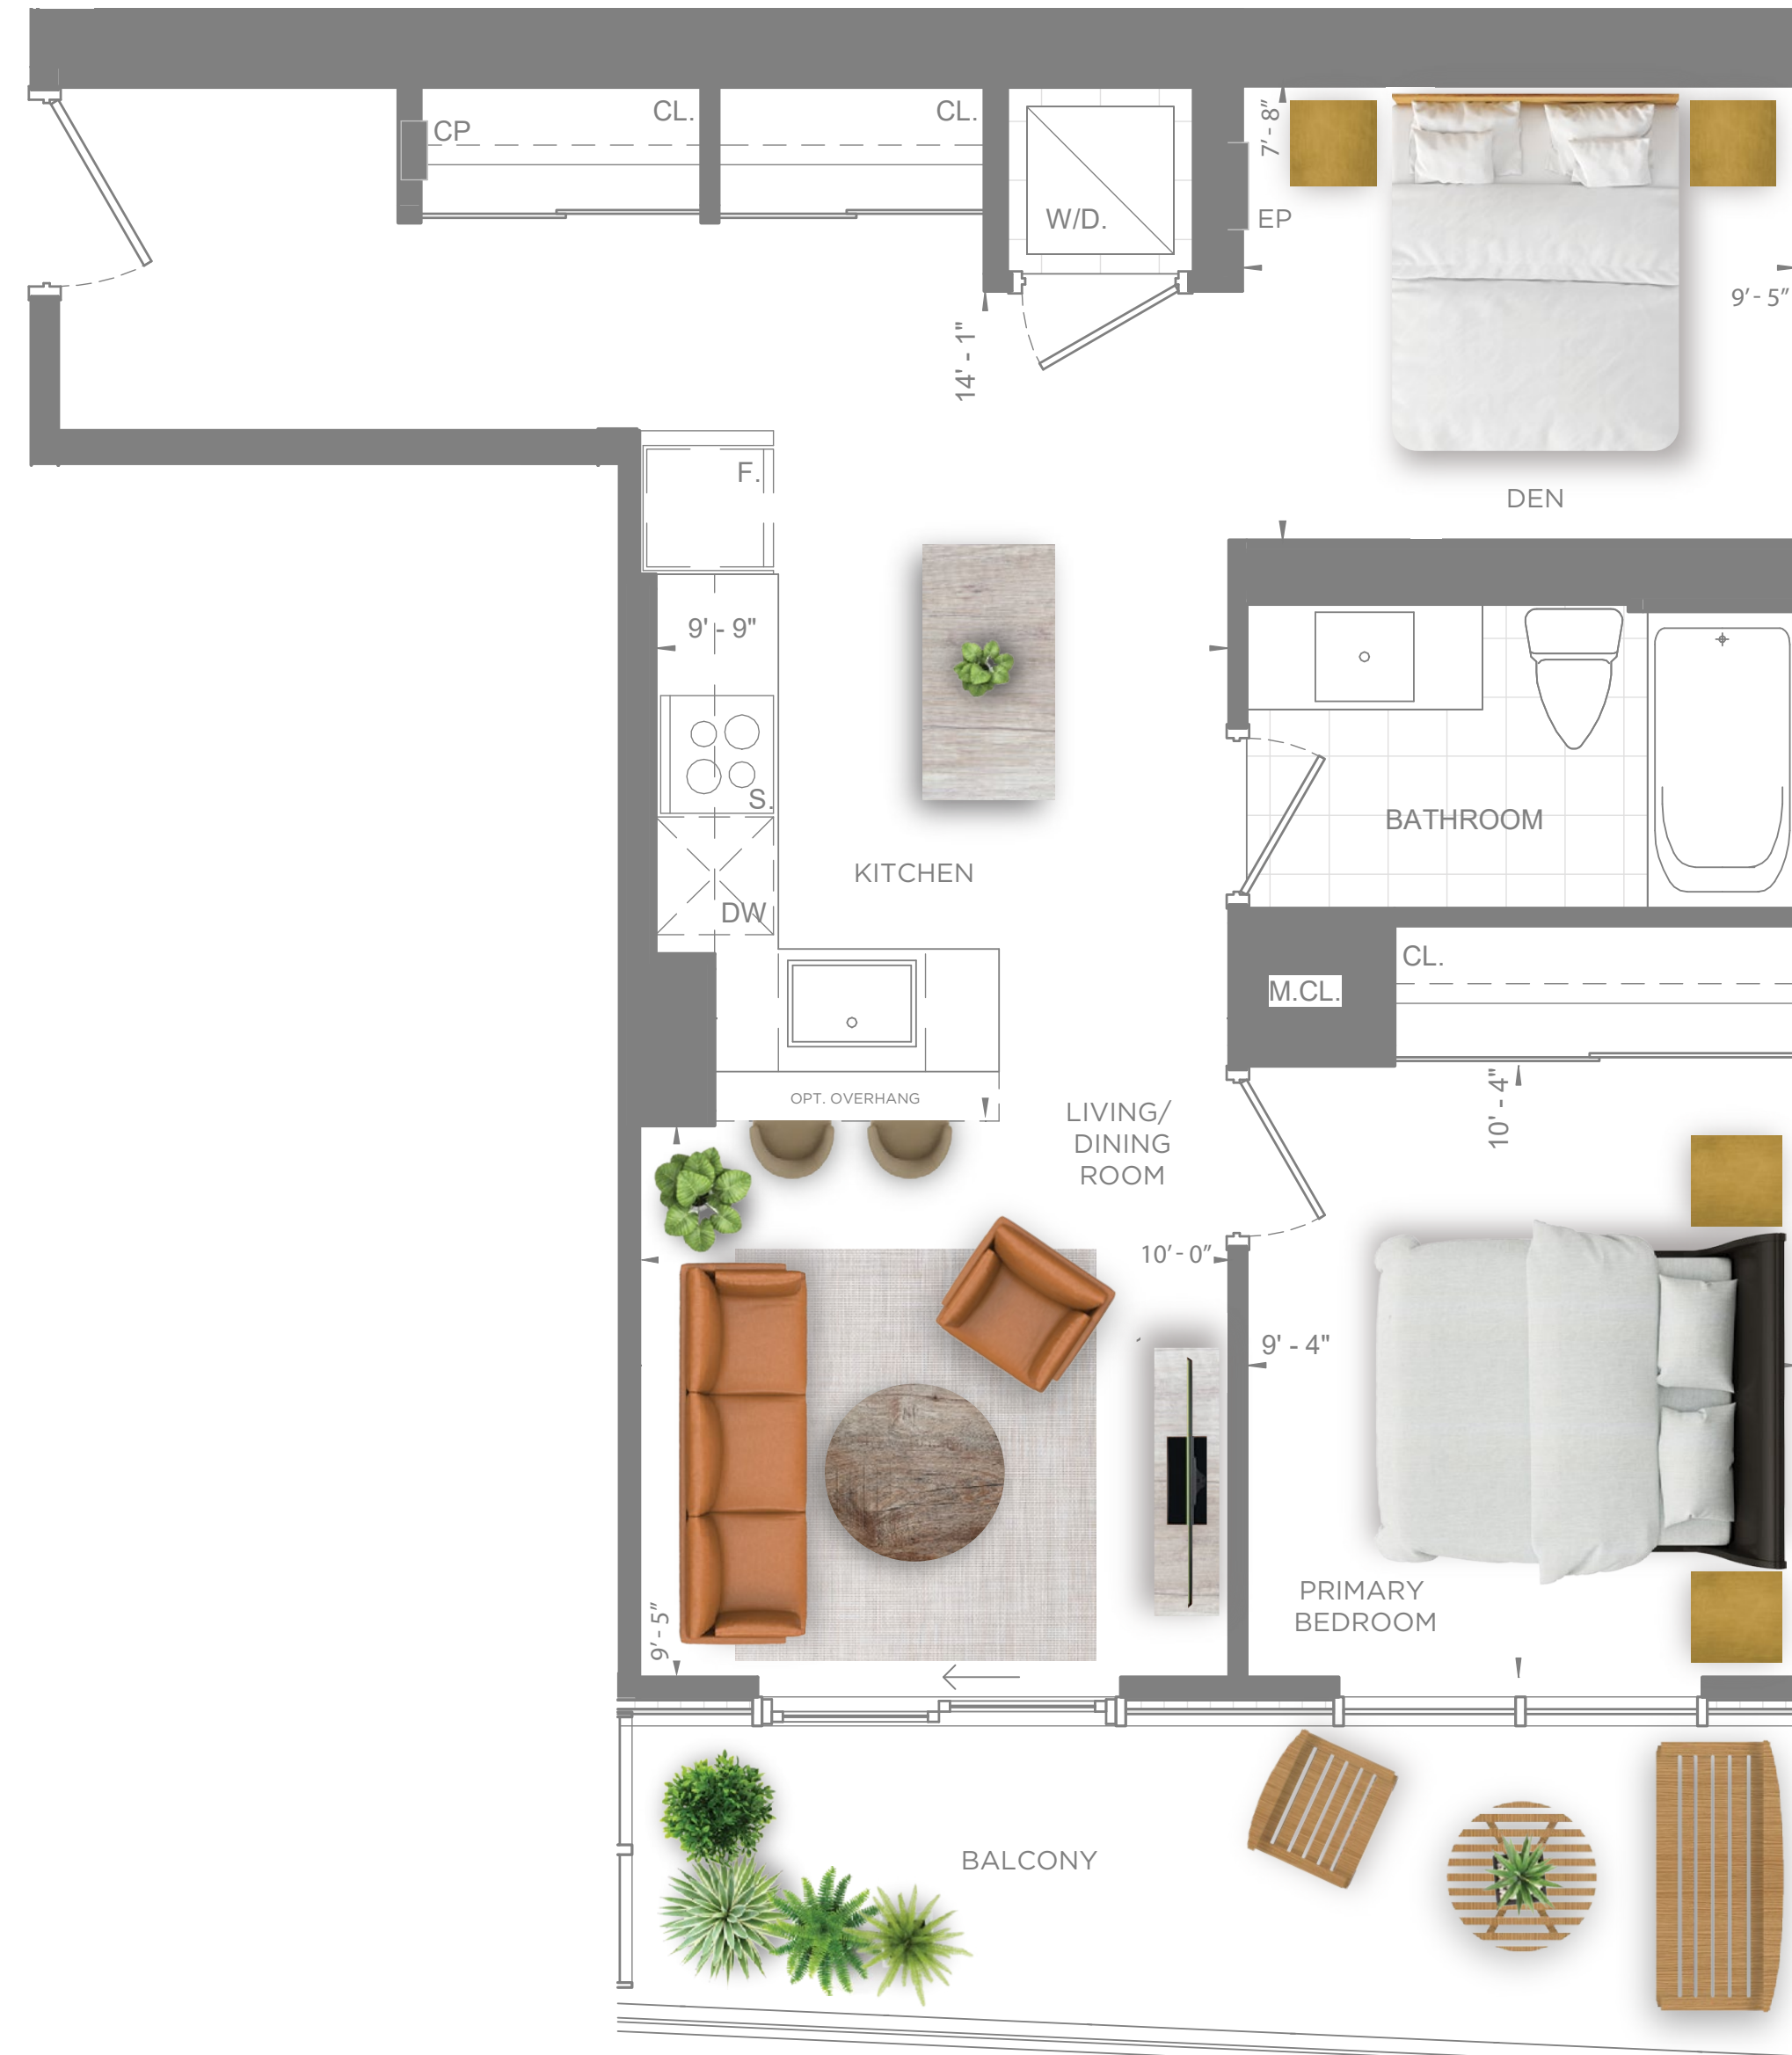 CP
CL.
CL.
W/D.
7'- 8"
EP
9'- 5"
14' - 1"
F.
DEN
9' - 9"
S.
BATHROOM
KITCHEN
DW
CL.
M.CL.
OPT. OVERHANG
LIVING/
DINING
ROOM
10' - 4"
10'- 0"
9' - 4"
PRIMARY
BEDROOM
9'- 5"
BALCONY